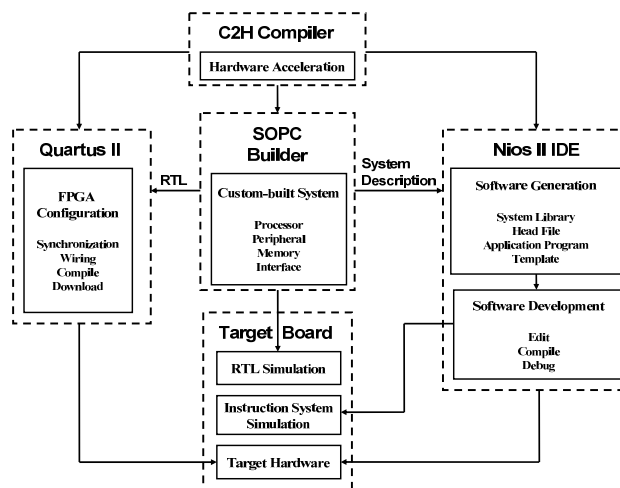 C2H Compiler
Hardware Acceleration
Quartus II
FPGA
Configuration
Synchronization
Wiring
Compile
Download
RTL
SOPC
Builder
Custom-built System
Processor
Peripheral
Memory
Interface
System
Description
Nios II IDE
Software Generation
System Library
Head File
Application Program
Template
Software Development
Edit
Compile
Debug
Target Board
RTL Simulation
Instruction System
Simulation
Target Hardware